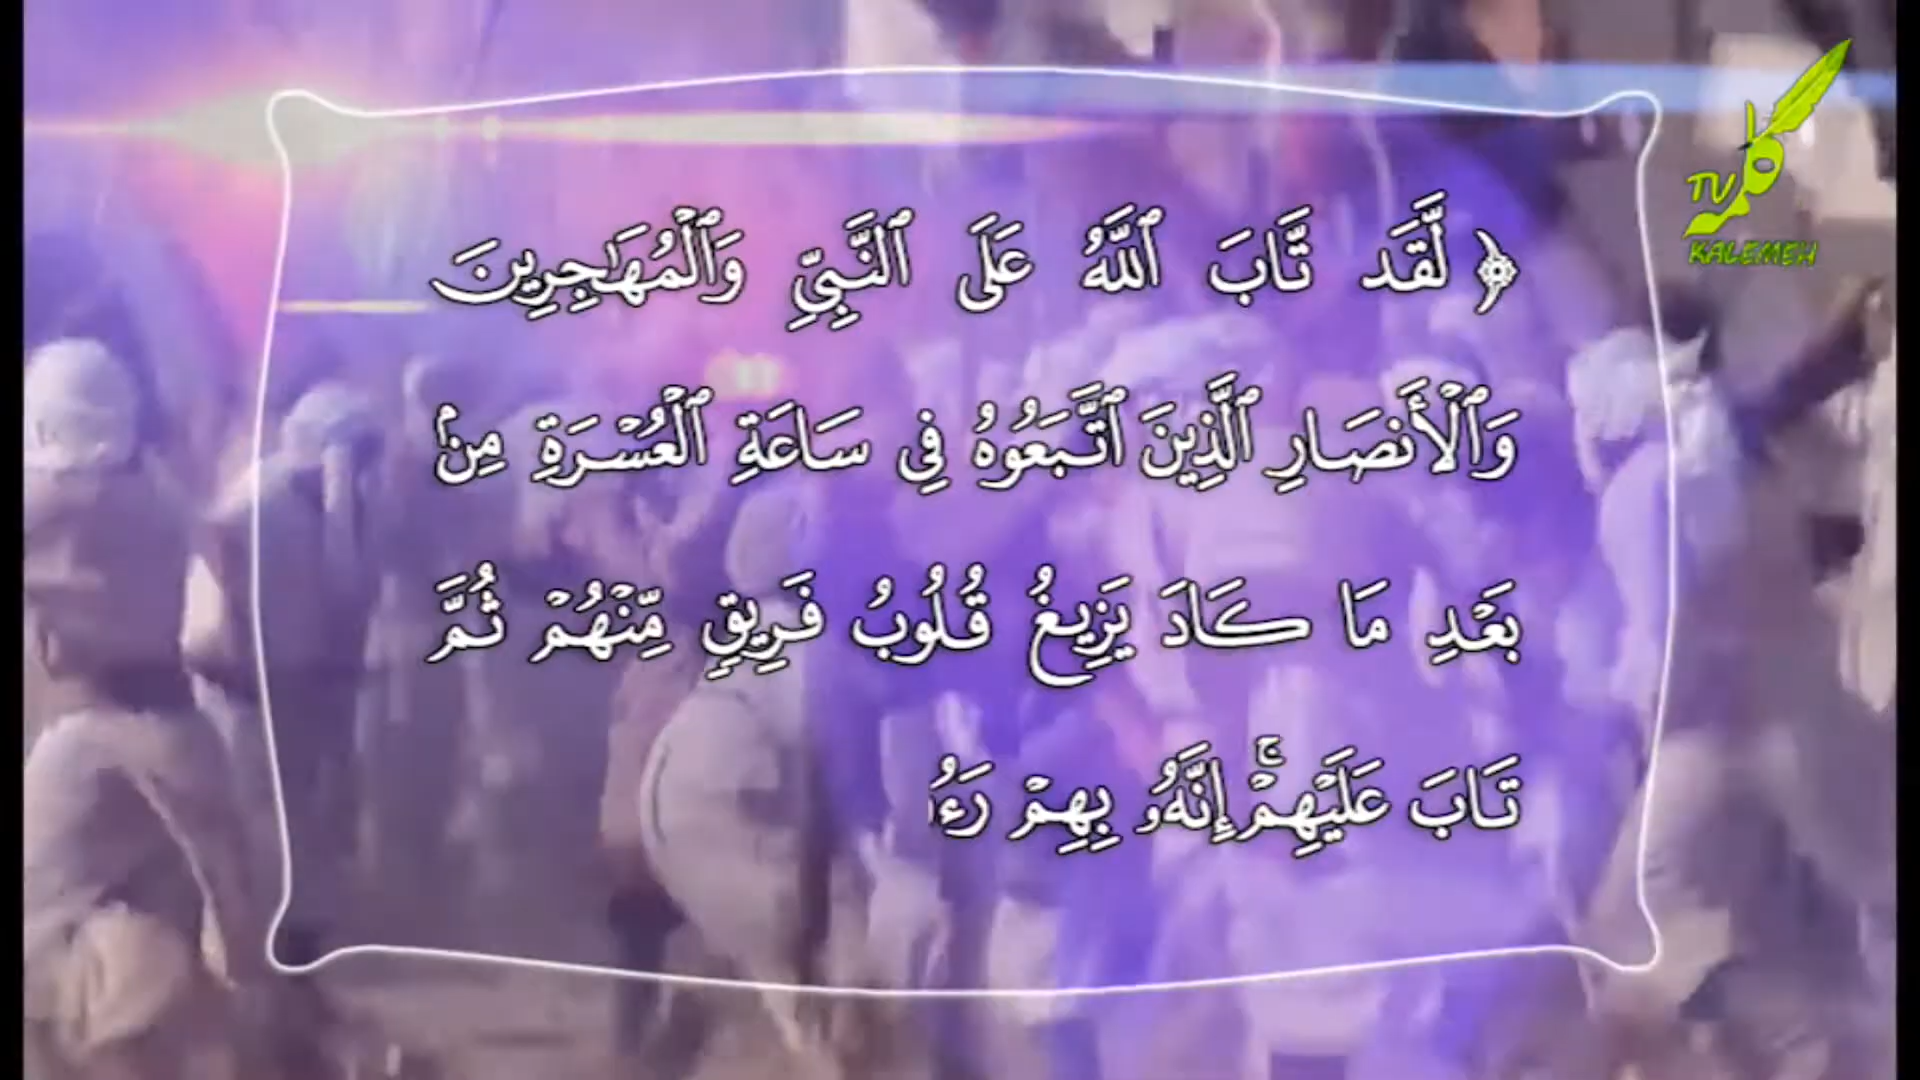 ﴿ لَّقَد تَّابَ ٱللَّهُ عَلَى ٱلنَّبِيِّ وَٱلْمُهَـٰجِرِينَ
وَٱلْأَنصَارِ ٱلَّذِينَ ٱتَّبَعُوهُ فِى سَاعَةِ ٱلْعُسْرَةِ مِنۢ
بَعْدِ مَا كَادَ يَزِيغُ قُلُوبُ فَرِيقٍ مِّنْهُمْ ثُمَّ
تَابَ عَلَيْهِمْ ۚ إِنَّهُۥ بِهِمْ رَءُ
TV كلمه
KALEMEH